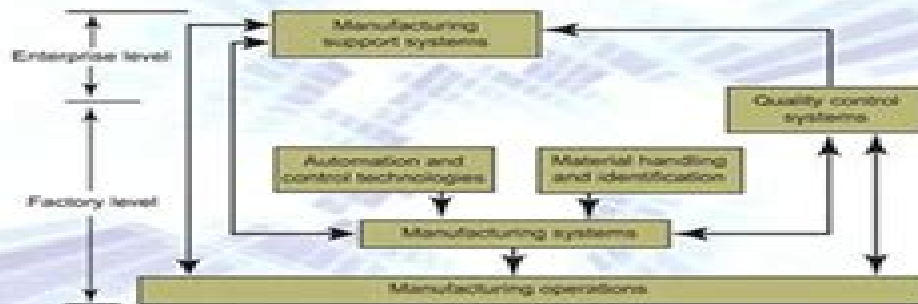 Manufacturing
support systems
Enterprise level
Quality control
systems
Automation and
control technologies
Material handling
and identification
Factory level
Manufacturing systems
Manufacturing operations